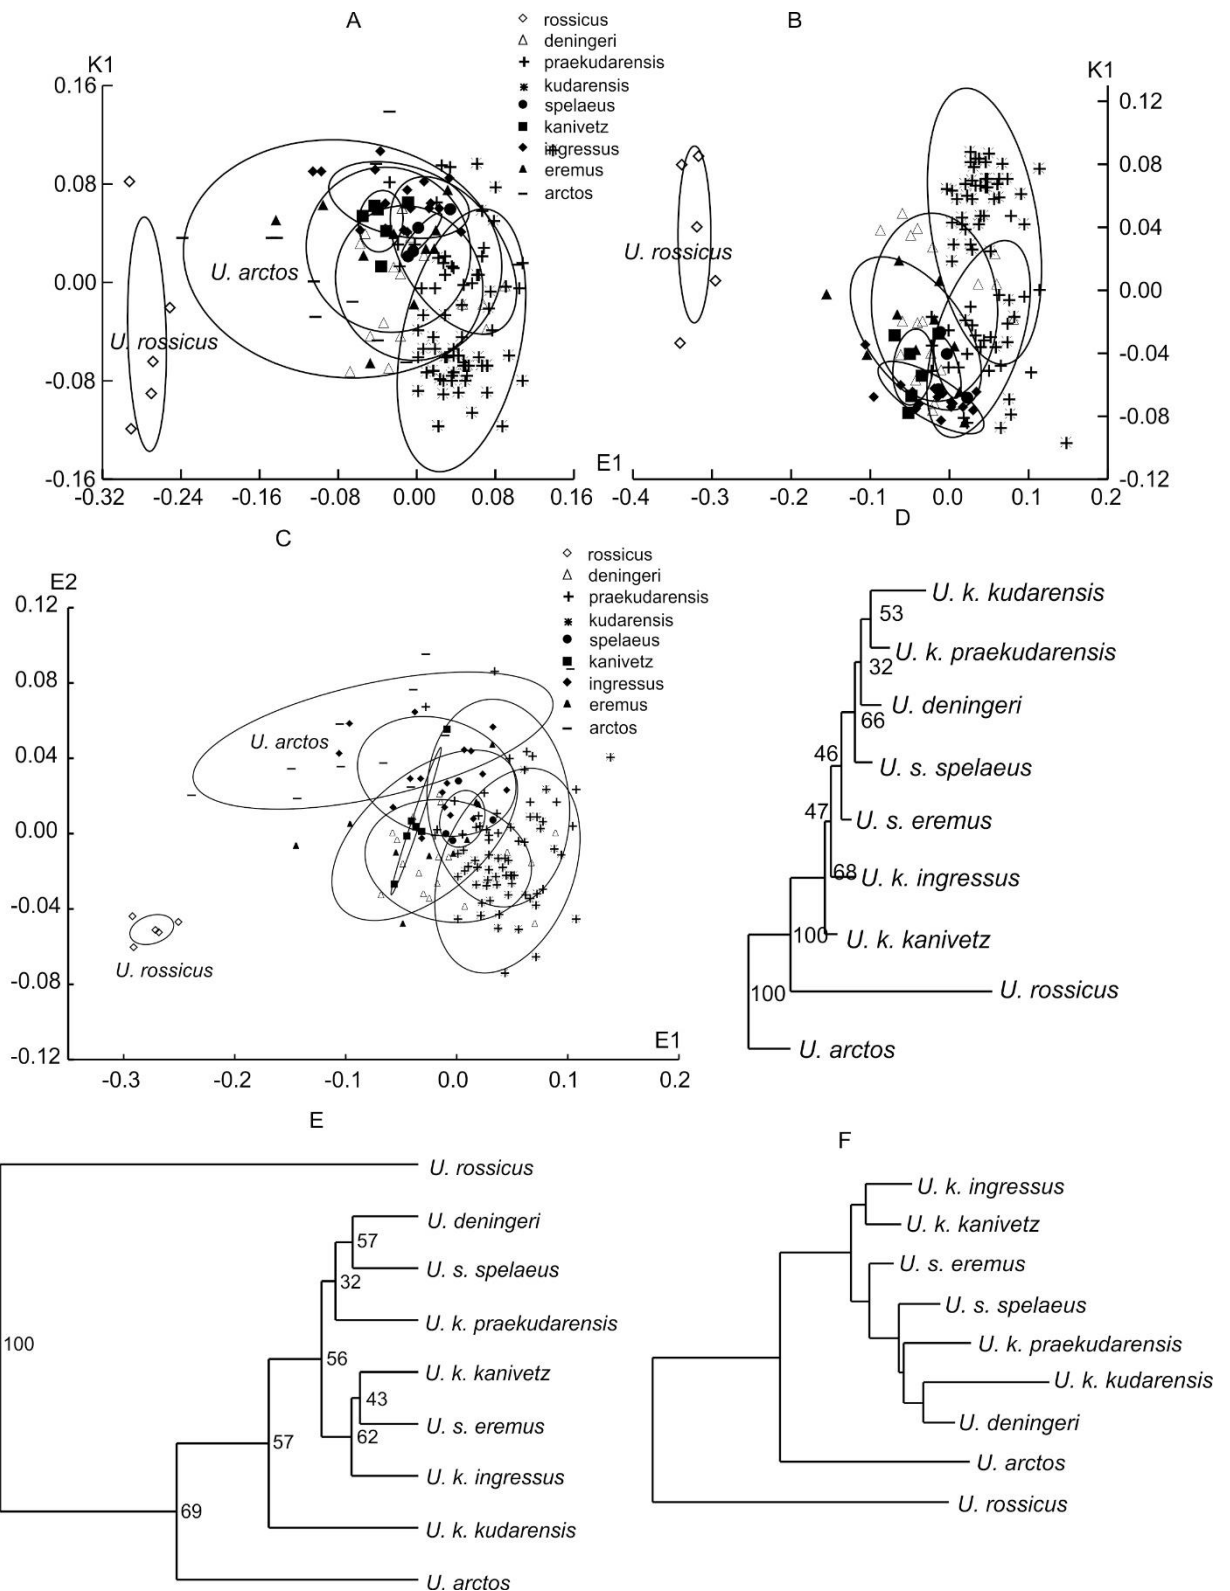 A
B
rossicus
deningeri
praekudarensis
kudarensis
spelaeus
kanivetz
ingressus
eremus
arctos
K1
0.16
0.08
0.00
-0.08
-0.16
-0.32
-0.24
-0.16
-0.08
0.00
0.08
0.16
E1
U. arctos
U. rossicus
K1
0.12
0.08
0.04
0.00
-0.04
-0.08
-0.12
-0.4
-0.3
-0.1
0.0
0.1
0.2
U. rossicus
C
E2
0.12
0.08
0.04
0.00
-0.04
-0.08
-0.12
-0.3
-0.2
-0.1
0.0
0.1
0.2
E1
rossicus
deningeri
praekudarensis
kudarensis
spelaeus
kanivetz
ingressus
eremus
arctos
U. arctos
U. rossicus
D
U. k. kudarensis
53
U. k. praekudarensis
32
U. deningeri
66
U. s. spelaeus
46
U. s. eremus
47
U. k. ingressus
68
U. k. kanivetz
100
U. rossicus
100
U. arctos
E
U. rossicus
U. deningeri
57
U. s. spelaeus
32
U. k. praekudarensis
100
56
U. k. kanivetz
43
U. s. eremus
57
62
U. k. ingressus
69
U. k. kudarensis
U. arctos
F
U. k. ingressus
U. k. kanivetz
U. s. eremus
U. s. spelaeus
U. k. praekudarensis
U. k. kudarensis
U. deningeri
U. arctos
U. rossicus